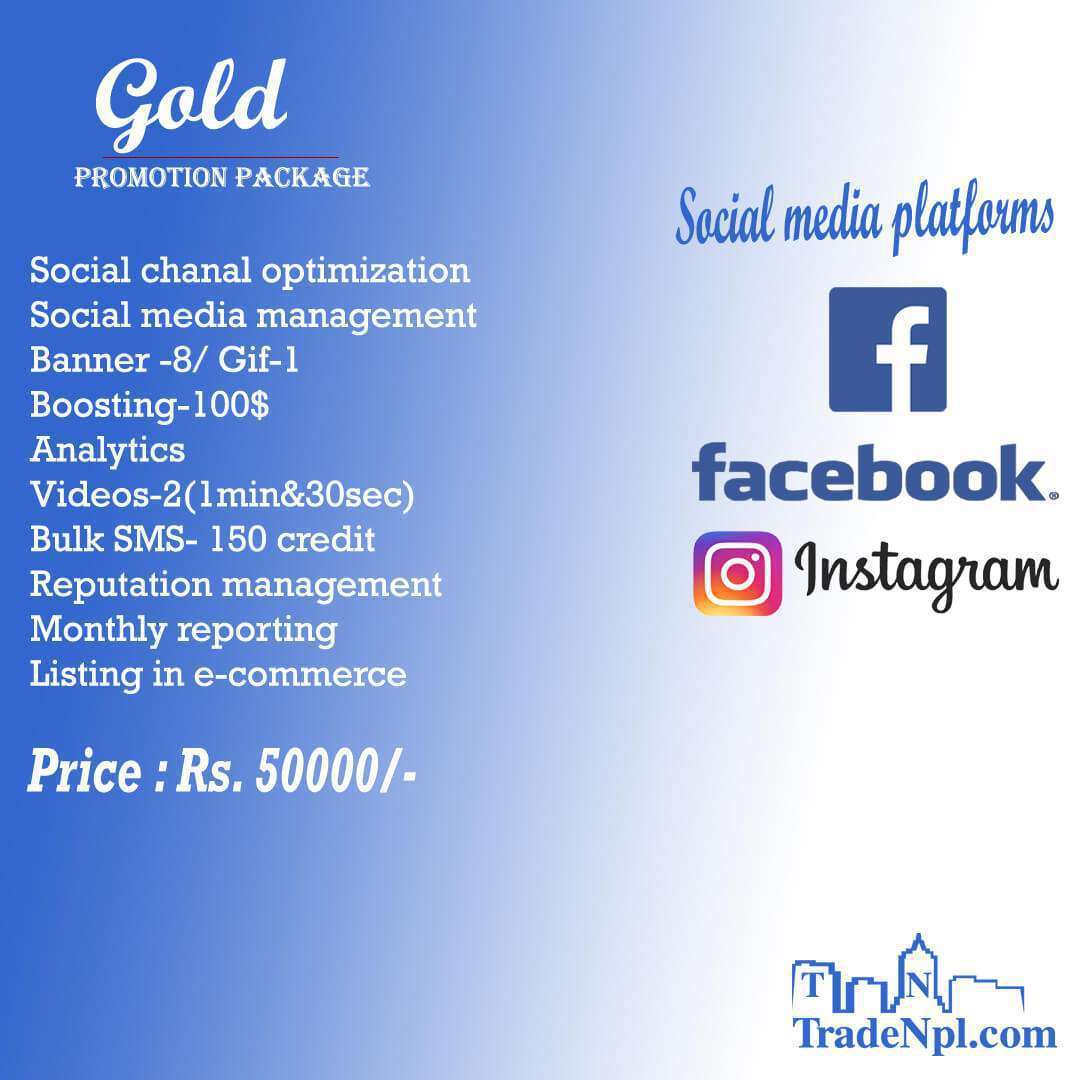 Gold
PROMOTION PACKAGE
Social chanal optimization
Social media management
Banner -8/ Gif-1
Boosting-100$
Analytics
Videos-2(1min&30sec)
Bulk SMS- 150 credit
Reputation management
Monthly reporting
Listing in e-commerce
Price : Rs. 50000/-
Social media platforms
f
facebook®
Instagram
T N
TradeNpl.com